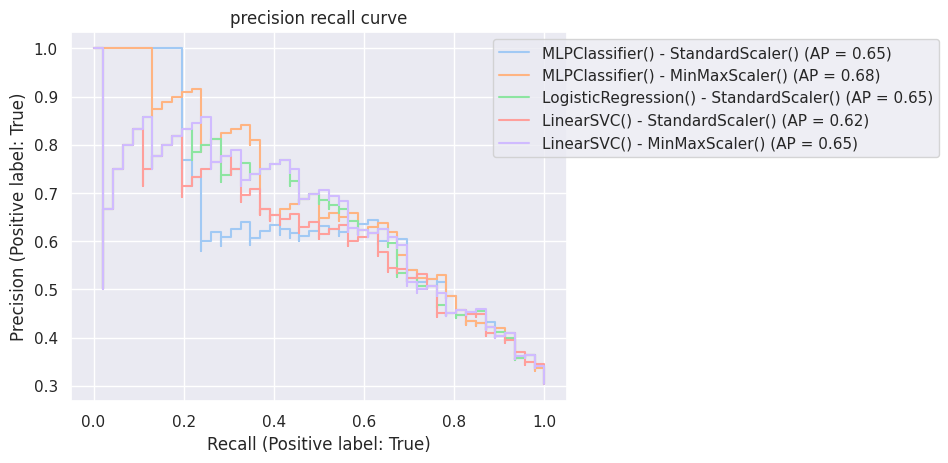 precision recall curve
MLPClassifier() - StandardScaler() (AP = 0.65)
MLPClassifier() - MinMaxScaler() (AP = 0.68)
LogisticRegression() - StandardScaler() (AP = 0.65)
LinearSVC() - StandardScaler() (AP = 0.62)
LinearSVC() - MinMaxScaler() (AP = 0.65)
Precision (Positive label: True)
1.0
0.9
0.8
0.7
0.6
0.5
0.4
0.3
0.0 0.2 0.4 0.6 0.8 1.0
Recall (Positive label: True)